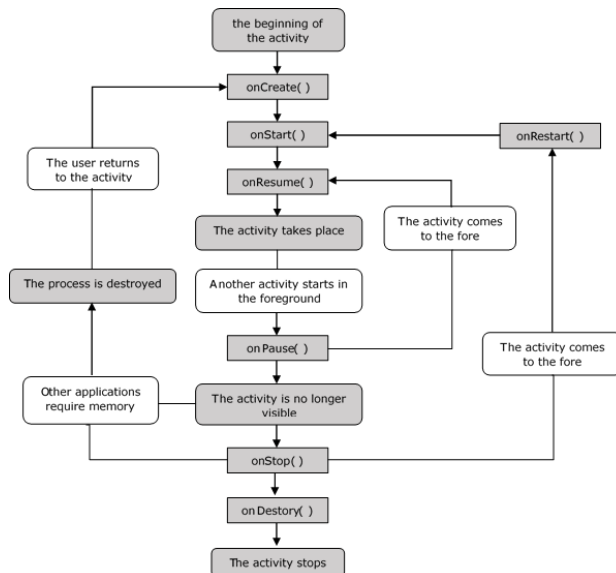 the beginning of
the activity
onCreate( )
onStart( )
onRestart( )
The user returns
to the activity
onResume( )
The activity comes
to the fore
The activity takes place
The process is destroyed
Another activity starts in
the foreground
onPause( )
The activity comes
to the fore
Other applications
require memory
The activity is no longer
visible
onStop( )
onDestory( )
The activity stops